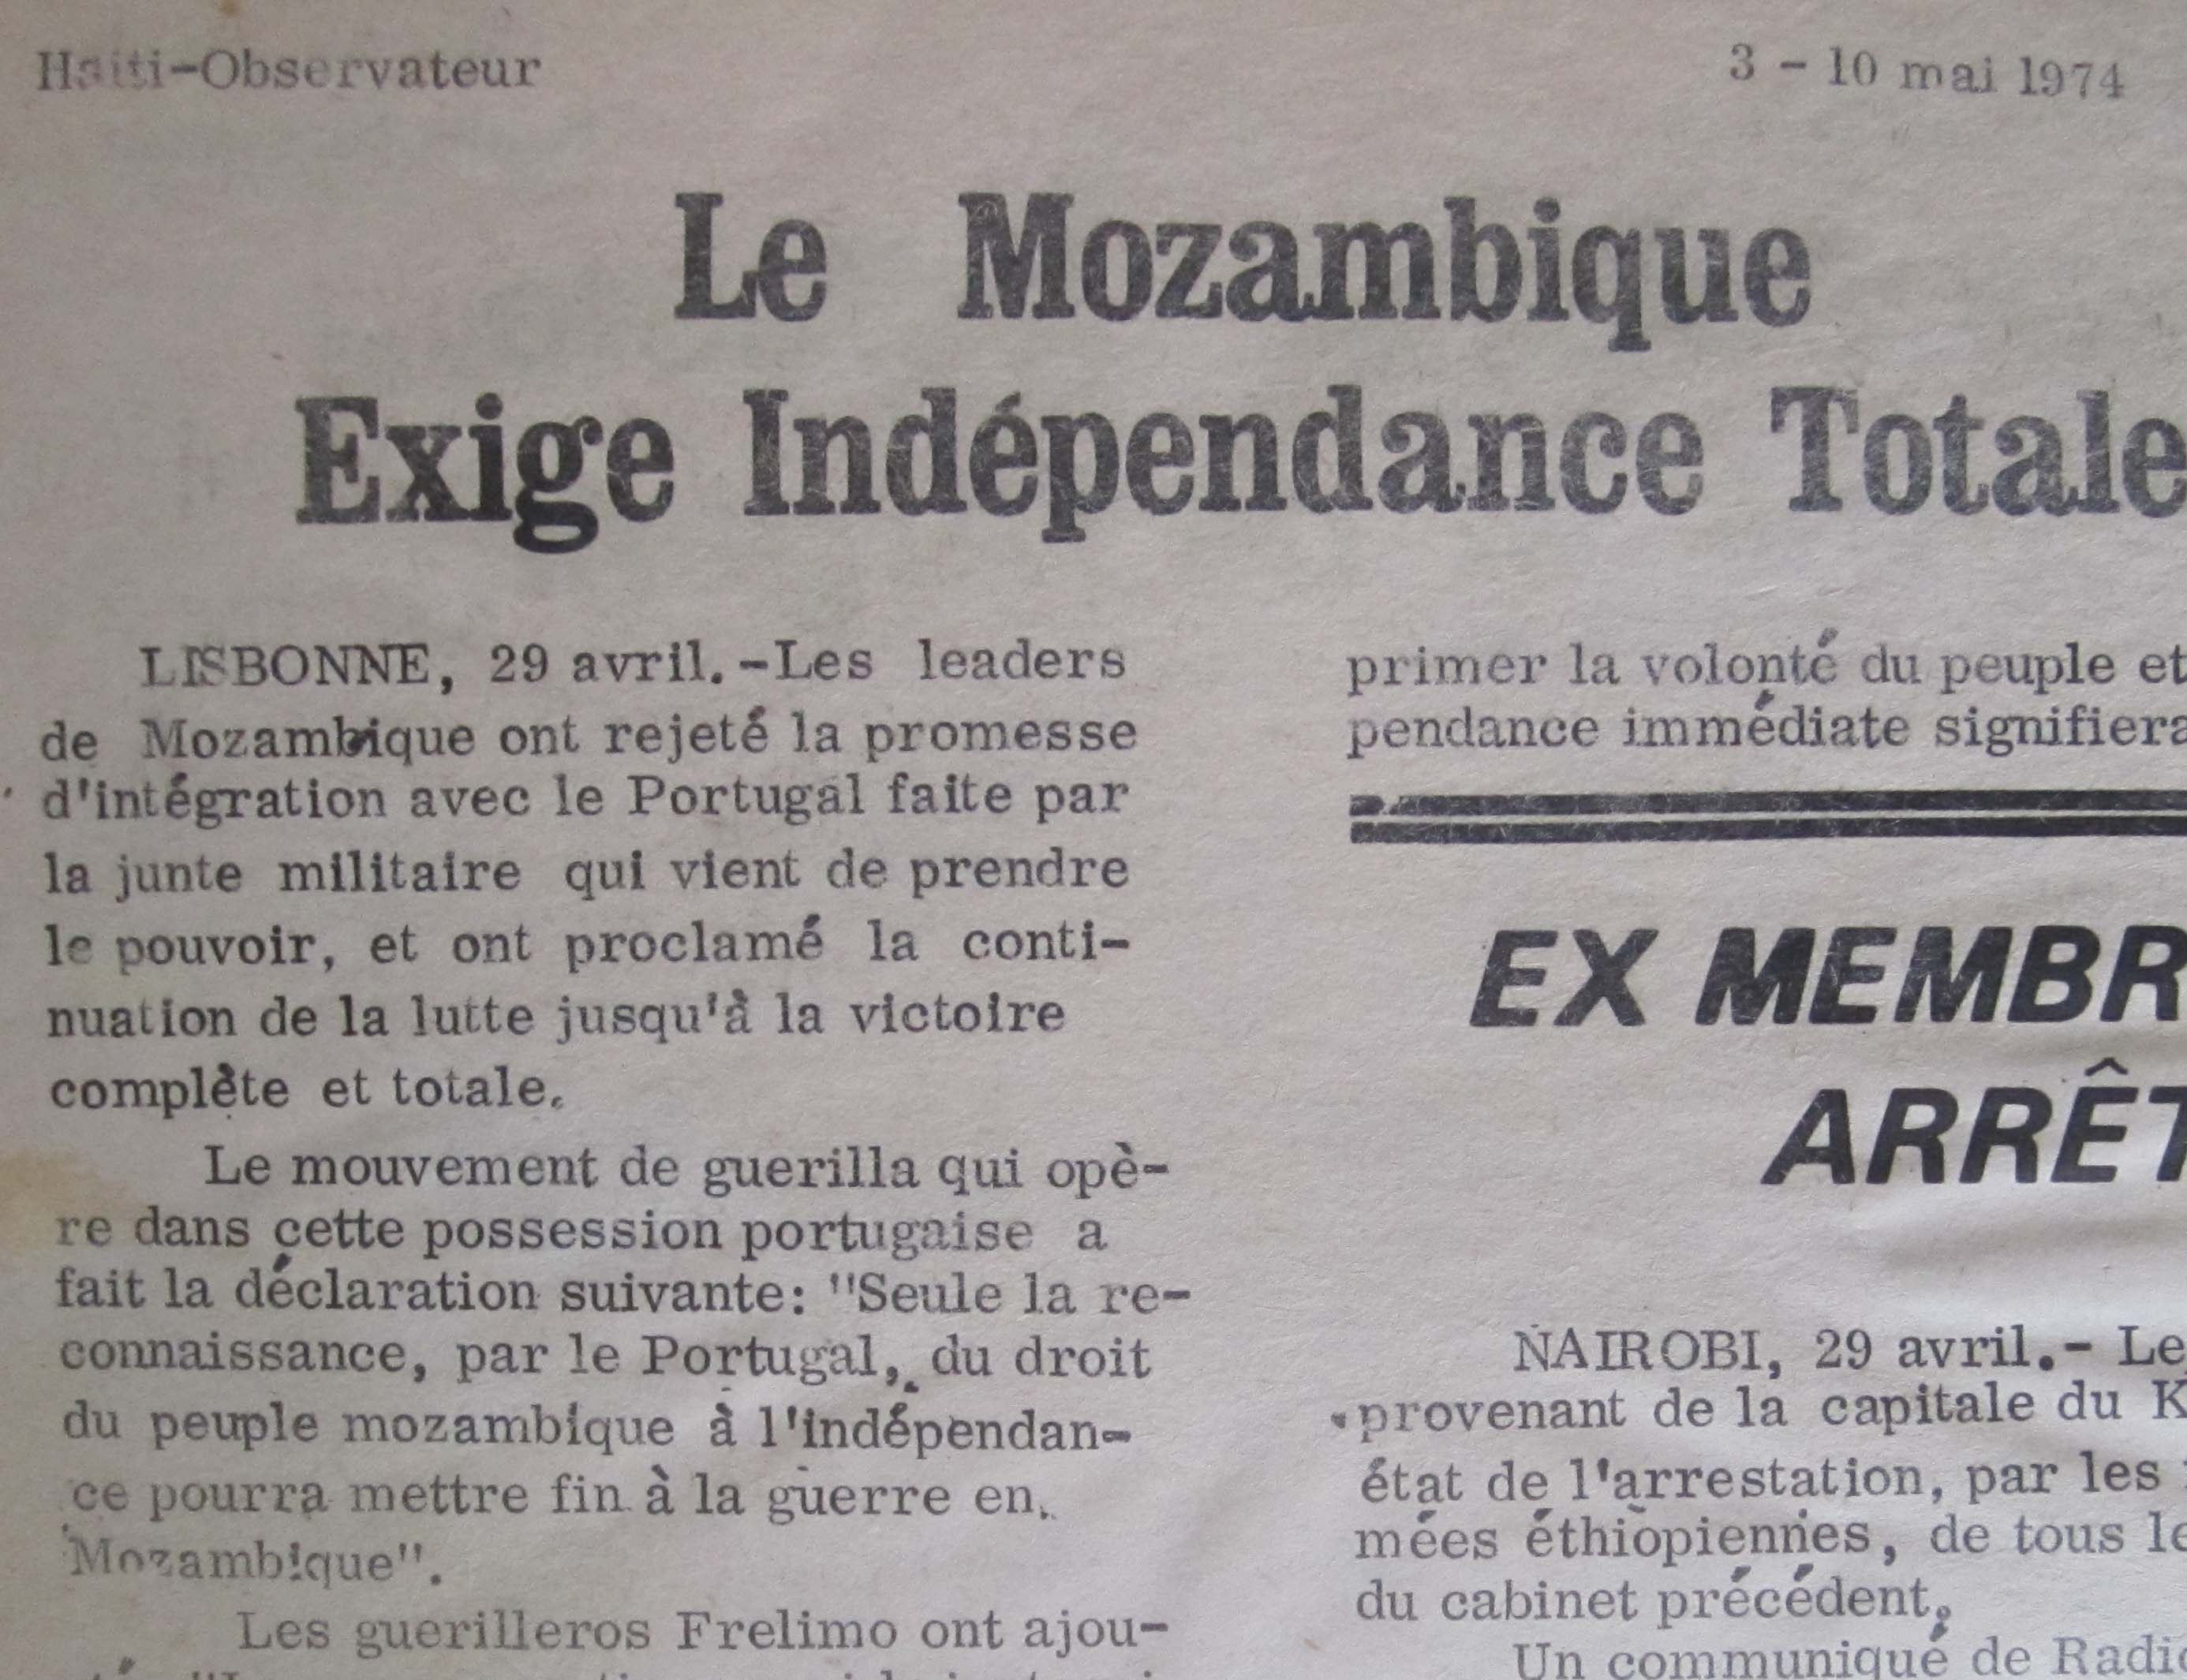 Haiti-Observateur
3 - 10 mai 1974
Le Mozambique
Exige Indépendance Totale
LISBONNE, 29 avril. -Les leaders
de Mozambique ont rejeté la promesse
d'intégration avec le Portugal faite par
la junte militaire qui vient de prendre
le pouvoir, et ont proclamé la conti-
nuation de la lutte jusqu'à la victoire
complète et totale.
Le mouvement de guerilla qui opè-
re dans cette possession portugaise a
fait la déclaration suivante: "Seule la re-
connaissance, par le Portugal, du droit
du peuple mozambique à l'indépendan-
ce pourra mettre fin à la guerre en
Mozambique".
Les guerilleros Frelimo ont ajou-
primer la volonté du peuple et
pendance immédiate signifiera
EX MEMBR
ARRÊT
NAIROBI, 29 avril.- Le
provenant de la capitale du K
état de l'arrestation, par les
mées éthiopiennes, de tous le
du cabinet précédent.
Un communiqué de Radio